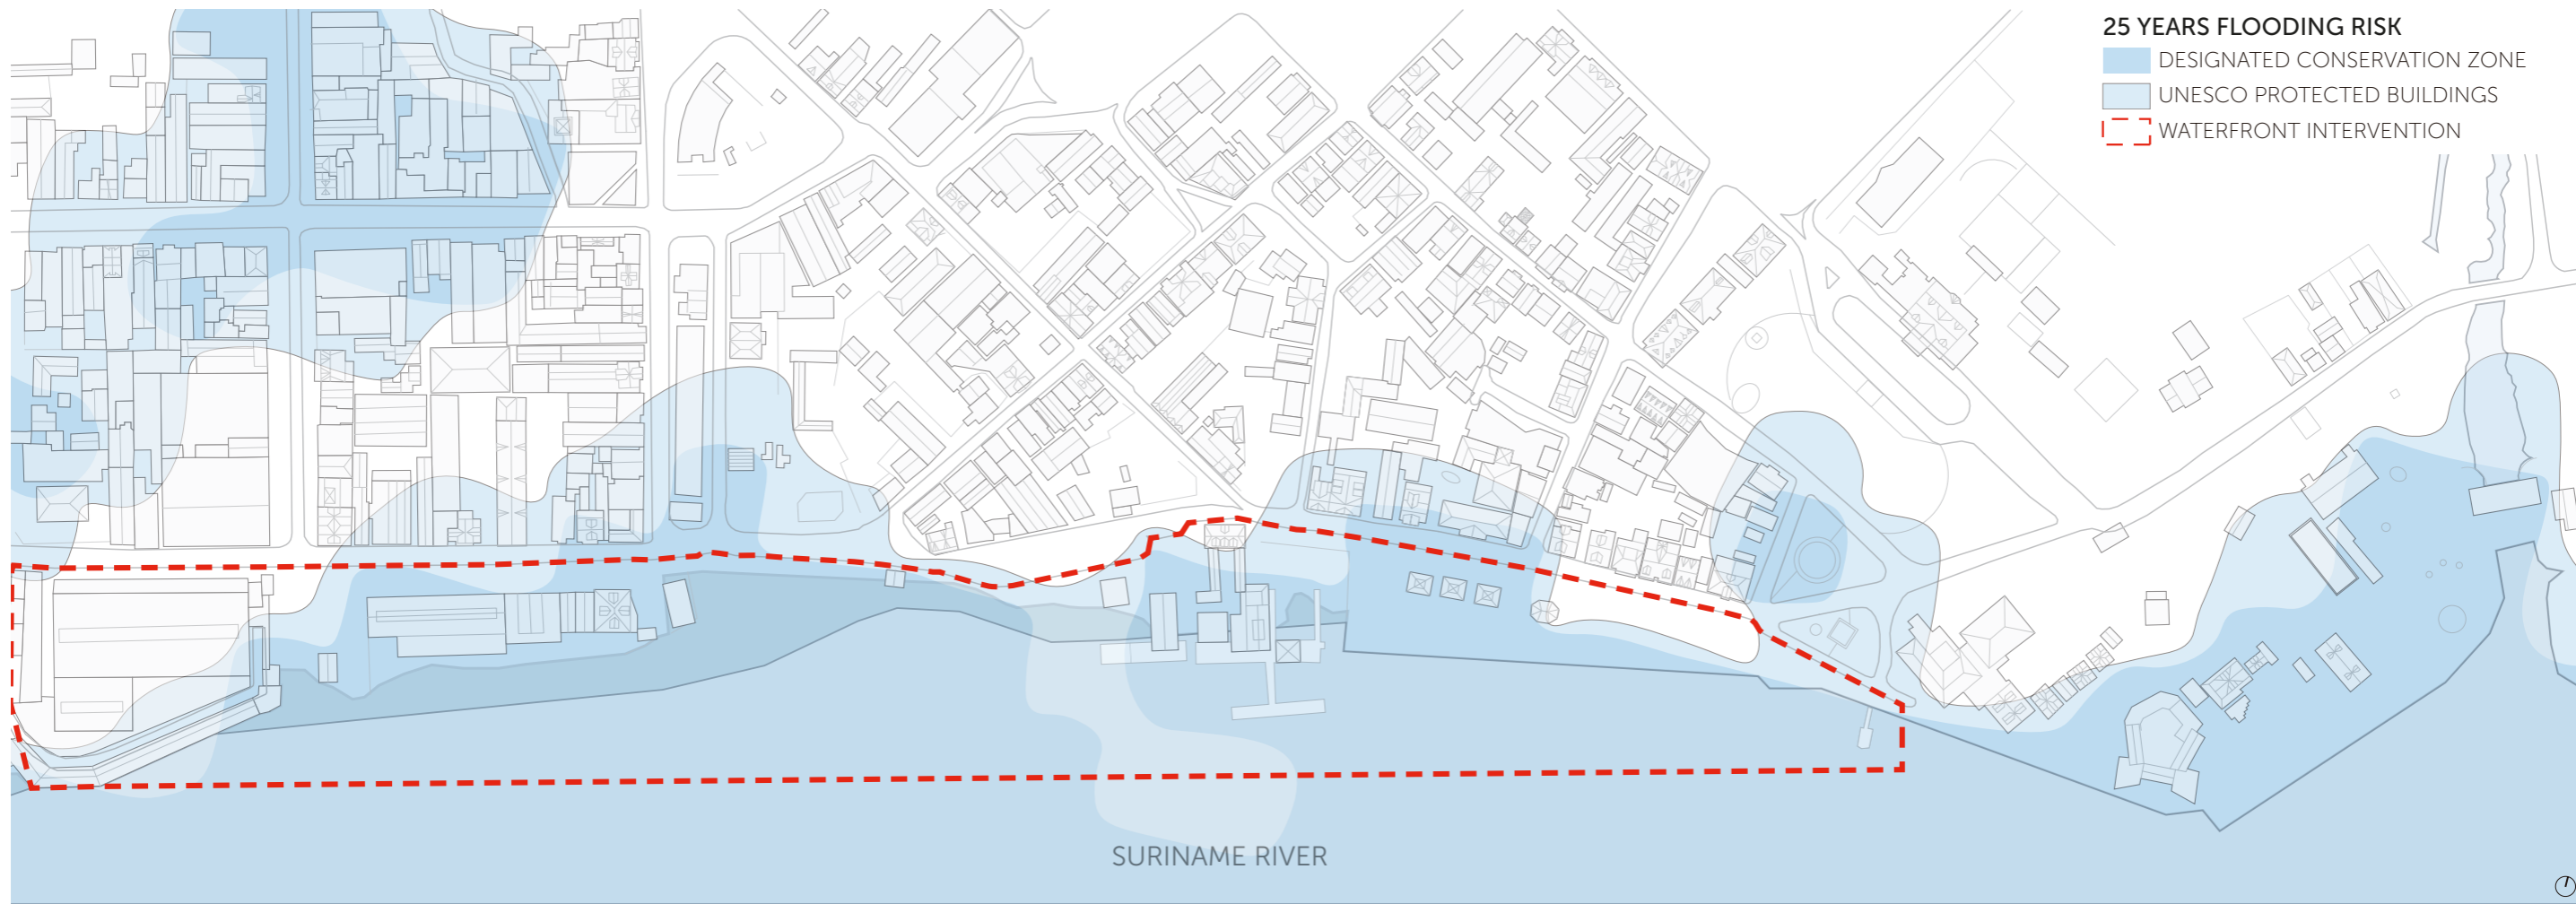 25 YEARS FLOODING RISK
DESIGNATED CONSERVATION ZONE
UNESCO PROTECTED BUILDINGS
WATERFRONT INTERVENTION
SURINAME RIVER